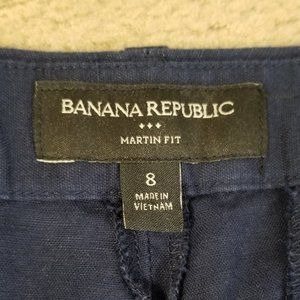 BANANA REPUBLIC
MARTIN FIT
8
MADE IN
VIETNAM